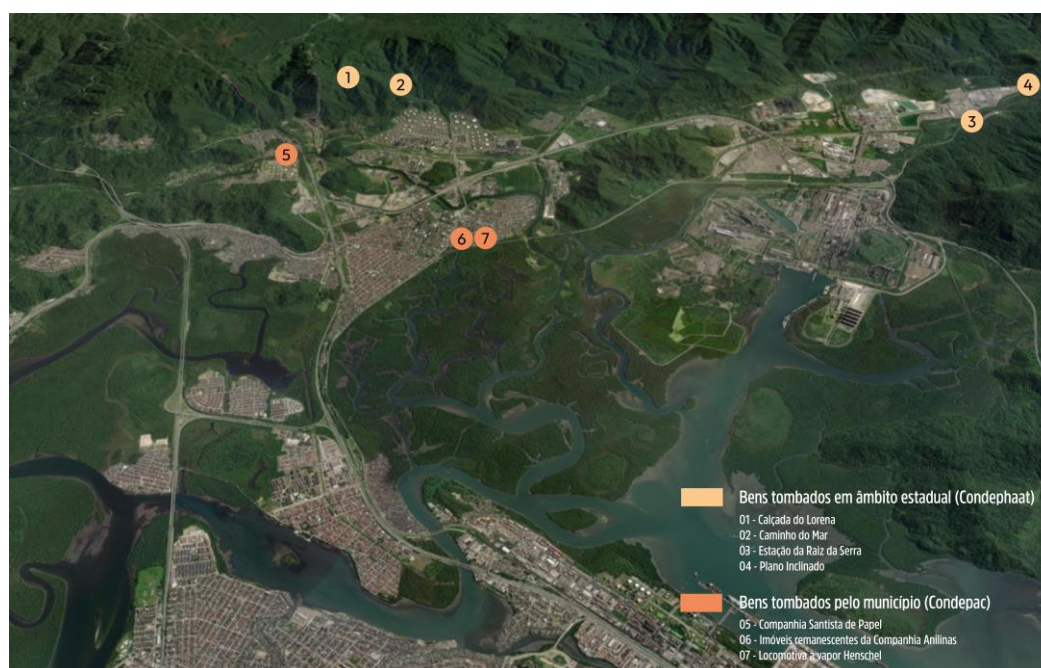 1
2
3
4
5
6
7
Bens tombados em âmbito estadual (Condephaat)
01 - Calçada do Lorena
02 - Caminho do Mar
03 - Estação da Raiz da Serra
04 - Plano Inclinado
Bens tombados pelo município (Condepac)
05 - Companhia Santista de Papel
06 - Imóveis remanescentes da Companhia Anilinas
07 - Locomotiva a vapor Henschel